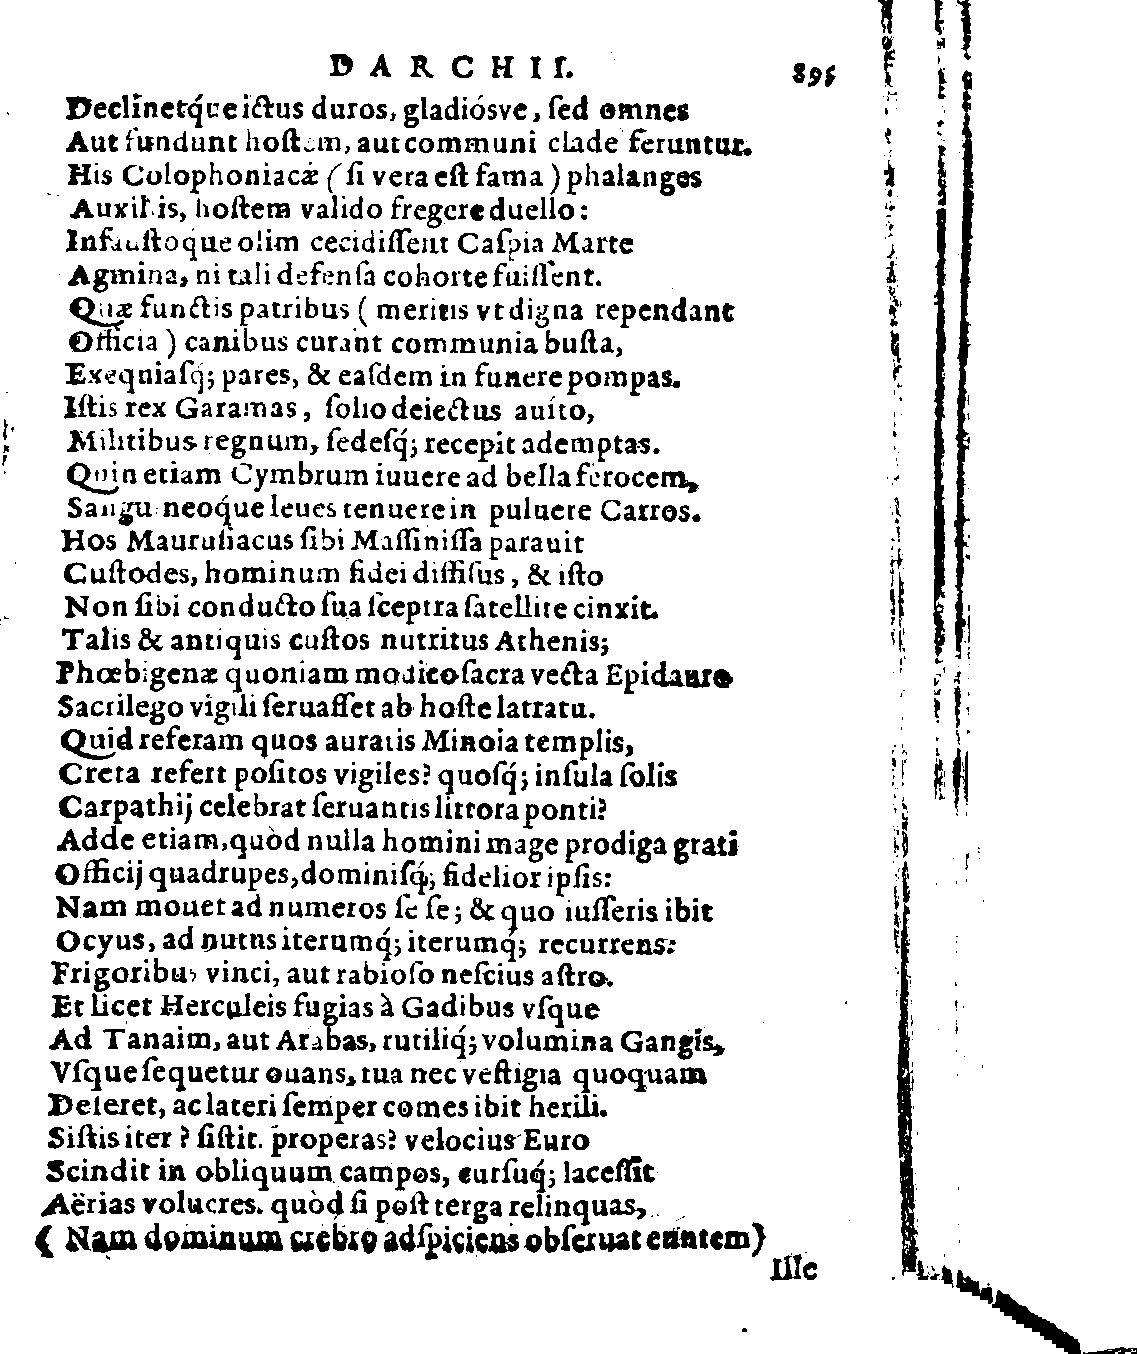 DARCHII. 895
Declinetq́ue ictus duros, gladiósve, ſed omnes
Aut fundunt hoſtem, aut communi clade feruntur.
His Colophoniacæ (ſi vera eſt fama) phalanges
Auxiliis, hoſtem valido fregere duello:
Infauſtoque olim cecidiſſent Caſpia Marte
Agmina, ni tali defenſa cohorte fuiſſent.
Quæ functis patribus (meritis vt digna rependant
Officia) canibus curant communia buſta,
Exequiaſq́; pares, & eaſdem in funere pompas.
Iſtis rex Garamas, ſolio deiectus auíto,
Militibus regnum, ſedeſq́; recepit ademptas.
Quin etiam Cymbrum iuuere ad bella ferocem,
Sanguineoq́ue leues tenuere in puluere Carros.
Hos Mauruſiacus ſibi Maſſiniſſa parauit
Cuſtodes, hominum fidei diffiſus, & iſto
Non ſibi conducto ſua ſceptra ſatellite cinxit.
Talis & antiquis cuſtos nutritus Athenis;
Phœbigenæ quoniam modico ſacra vecta Epidauro
Sacrilego vigili ſeruaſſet ab hoſte latratu.
Quid referam quos auratis Minoia templis,
Creta refert poſitos vigiles? quoſq́; inſula ſolis
Carpathij celebrat ſeruantis littora ponti?
Adde etiam, quòd nulla homini mage prodiga grati
Officij quadrupes, dominiſq́; fidelior ipſis:
Nam mouet ad numeros ſe ſe; & quo iuſſeris ibit
Ocyus, ad nutus iterumq́; iterumq́; recurrens:
Frigoribus vinci, aut rabioſo neſcius aſtro.
Et licet Herculeis fugias à Gadibus vſque
Ad Tanaim, aut Arabas, rutiliq́; volumina Gangis,
Vſque ſequetur ouans, tua nec veſtigia quoquam
Deſeret, ac lateri ſemper comes ibit herili.
Siſtis iter? ſiſtit. properas? velocius Euro
Scindit in obliquum campos, curſuq́; laceſſit
Aërias volucres. quòd ſi poſt terga relinquas,
(Nam dominum crebro adſpiciens obſeruat euntem)
Ille